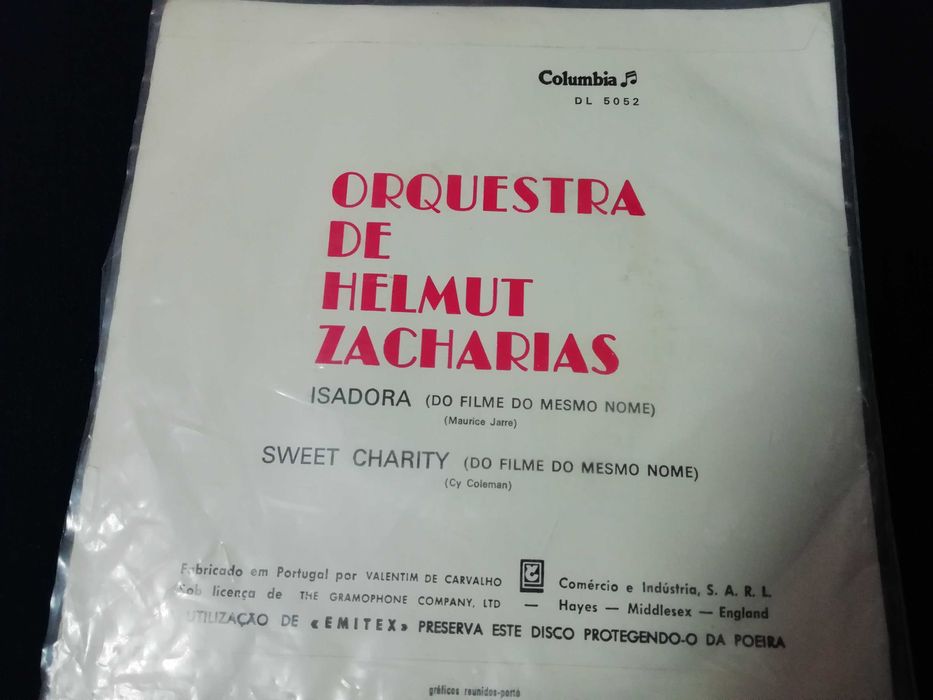 Columbia
DL 5052
ORQUESTRA
DE
HELMUT
ZACHARIAS
ISADORA (DO FILME DO MESMO NOME)
(Maurice Jarre)
SWEET CHARITY (DO FILME DO MESMO NOME)
(Cy Coleman)
Fabricado em Portugal por VALENTIM DE CARVALHO Comércio e Indústria, S. A. R. L.
Sob licença de THE GRAMOPHONE COMPANY, LTD — Hayes — Middlesex — England
UTILIZAÇÃO DE «EMITEX» PRESERVA ESTE DISCO PROTEGENDO-O DA POEIRA
gráficos reunidos-porto